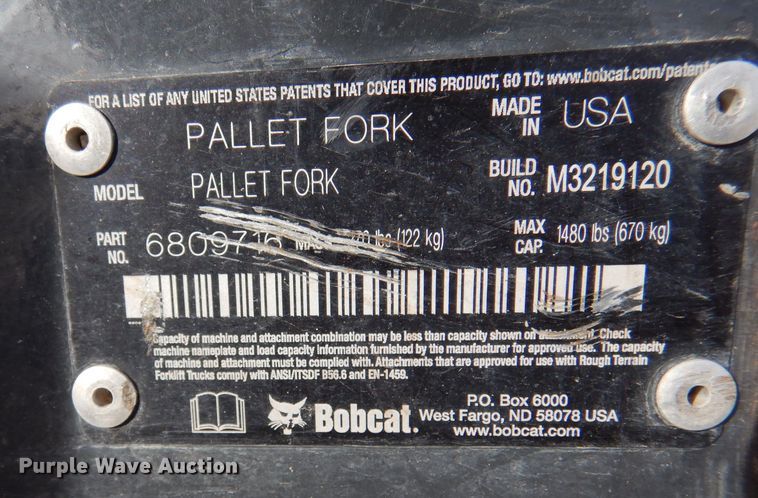 FOR A LIST OF ANY UNITED STATES PATENTS THAT COVER THIS PRODUCT, GO TO: www.bobcat.com/patents
PALLET FORK
MADE IN USA
MODEL PALLET FORK
BUILD NO. M3219120
PART NO. 6809716 lbs (122 kg)
MAX CAP. 1480 lbs (670 kg)
Capacity of machine and attachment combination may be less than capacity shown on attachment. Check
machine nameplate and load capacity information furnished by the manufacturer for approved use. The capacity
of machine and attachment must be complied with. Attachments that are approved for use with Rough Terrain
Forklift Trucks comply with ANSI/ITSDF B56.6 and EN-1459.
Bobcat.
P.O. Box 6000
West Fargo, ND 58078 USA
www.bobcat.com
Purple Wave Auction